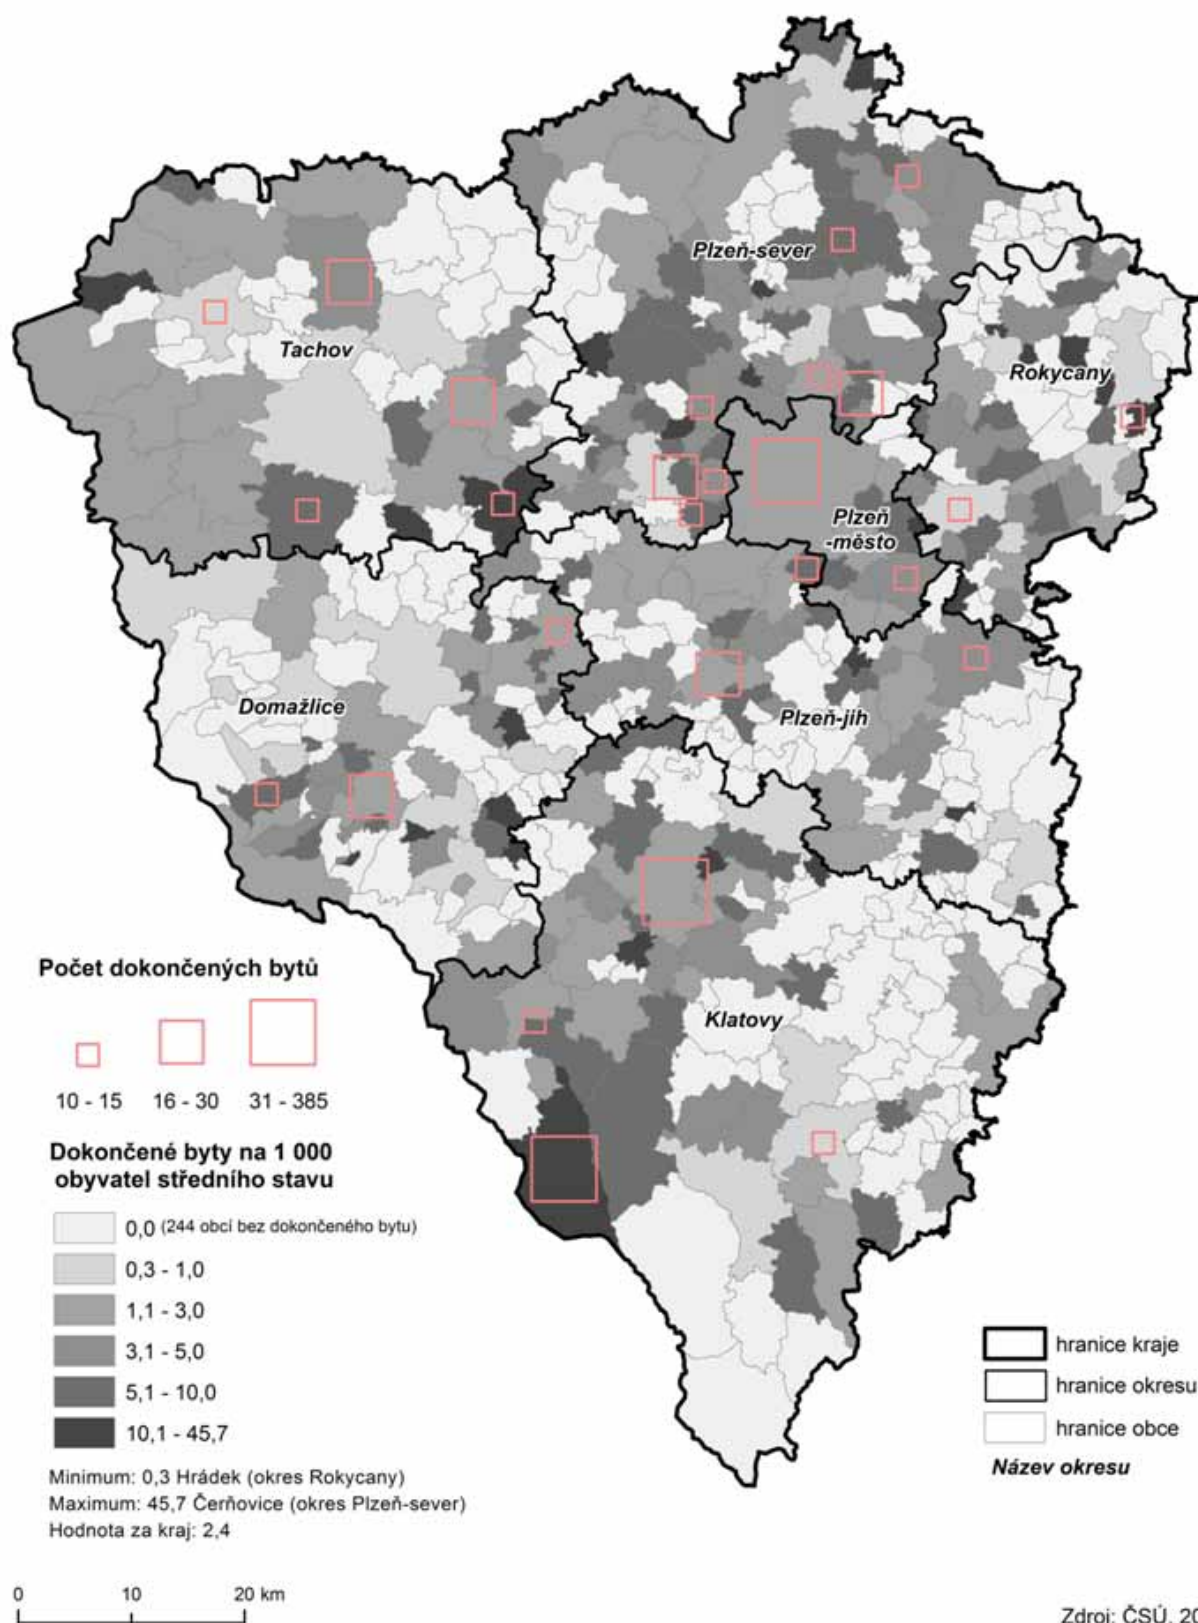 Plzeň-sever
Tachov
Rokycany
Plzeň
-město
Domažlice
Plzeň-jih
Klatovy
Počet dokončených bytů
10 - 15
16 - 30
31 - 385
Dokončené byty na 1 000
obyvatel středního stavu
0,0 (244 obcí bez dokončeného bytu)
0,3 - 1,0
1,1 - 3,0
3,1 - 5,0
5,1 - 10,0
10,1 - 45,7
Minimum: 0,3 Hrádek (okres Rokycany)
Maximum: 45,7 Čerňovice (okres Plzeň-sever)
Hodnota za kraj: 2,4
hranice kraje
hranice okresu
hranice obce
Název okresu
0 10 20 km
Zdroj: ČSÚ, 20